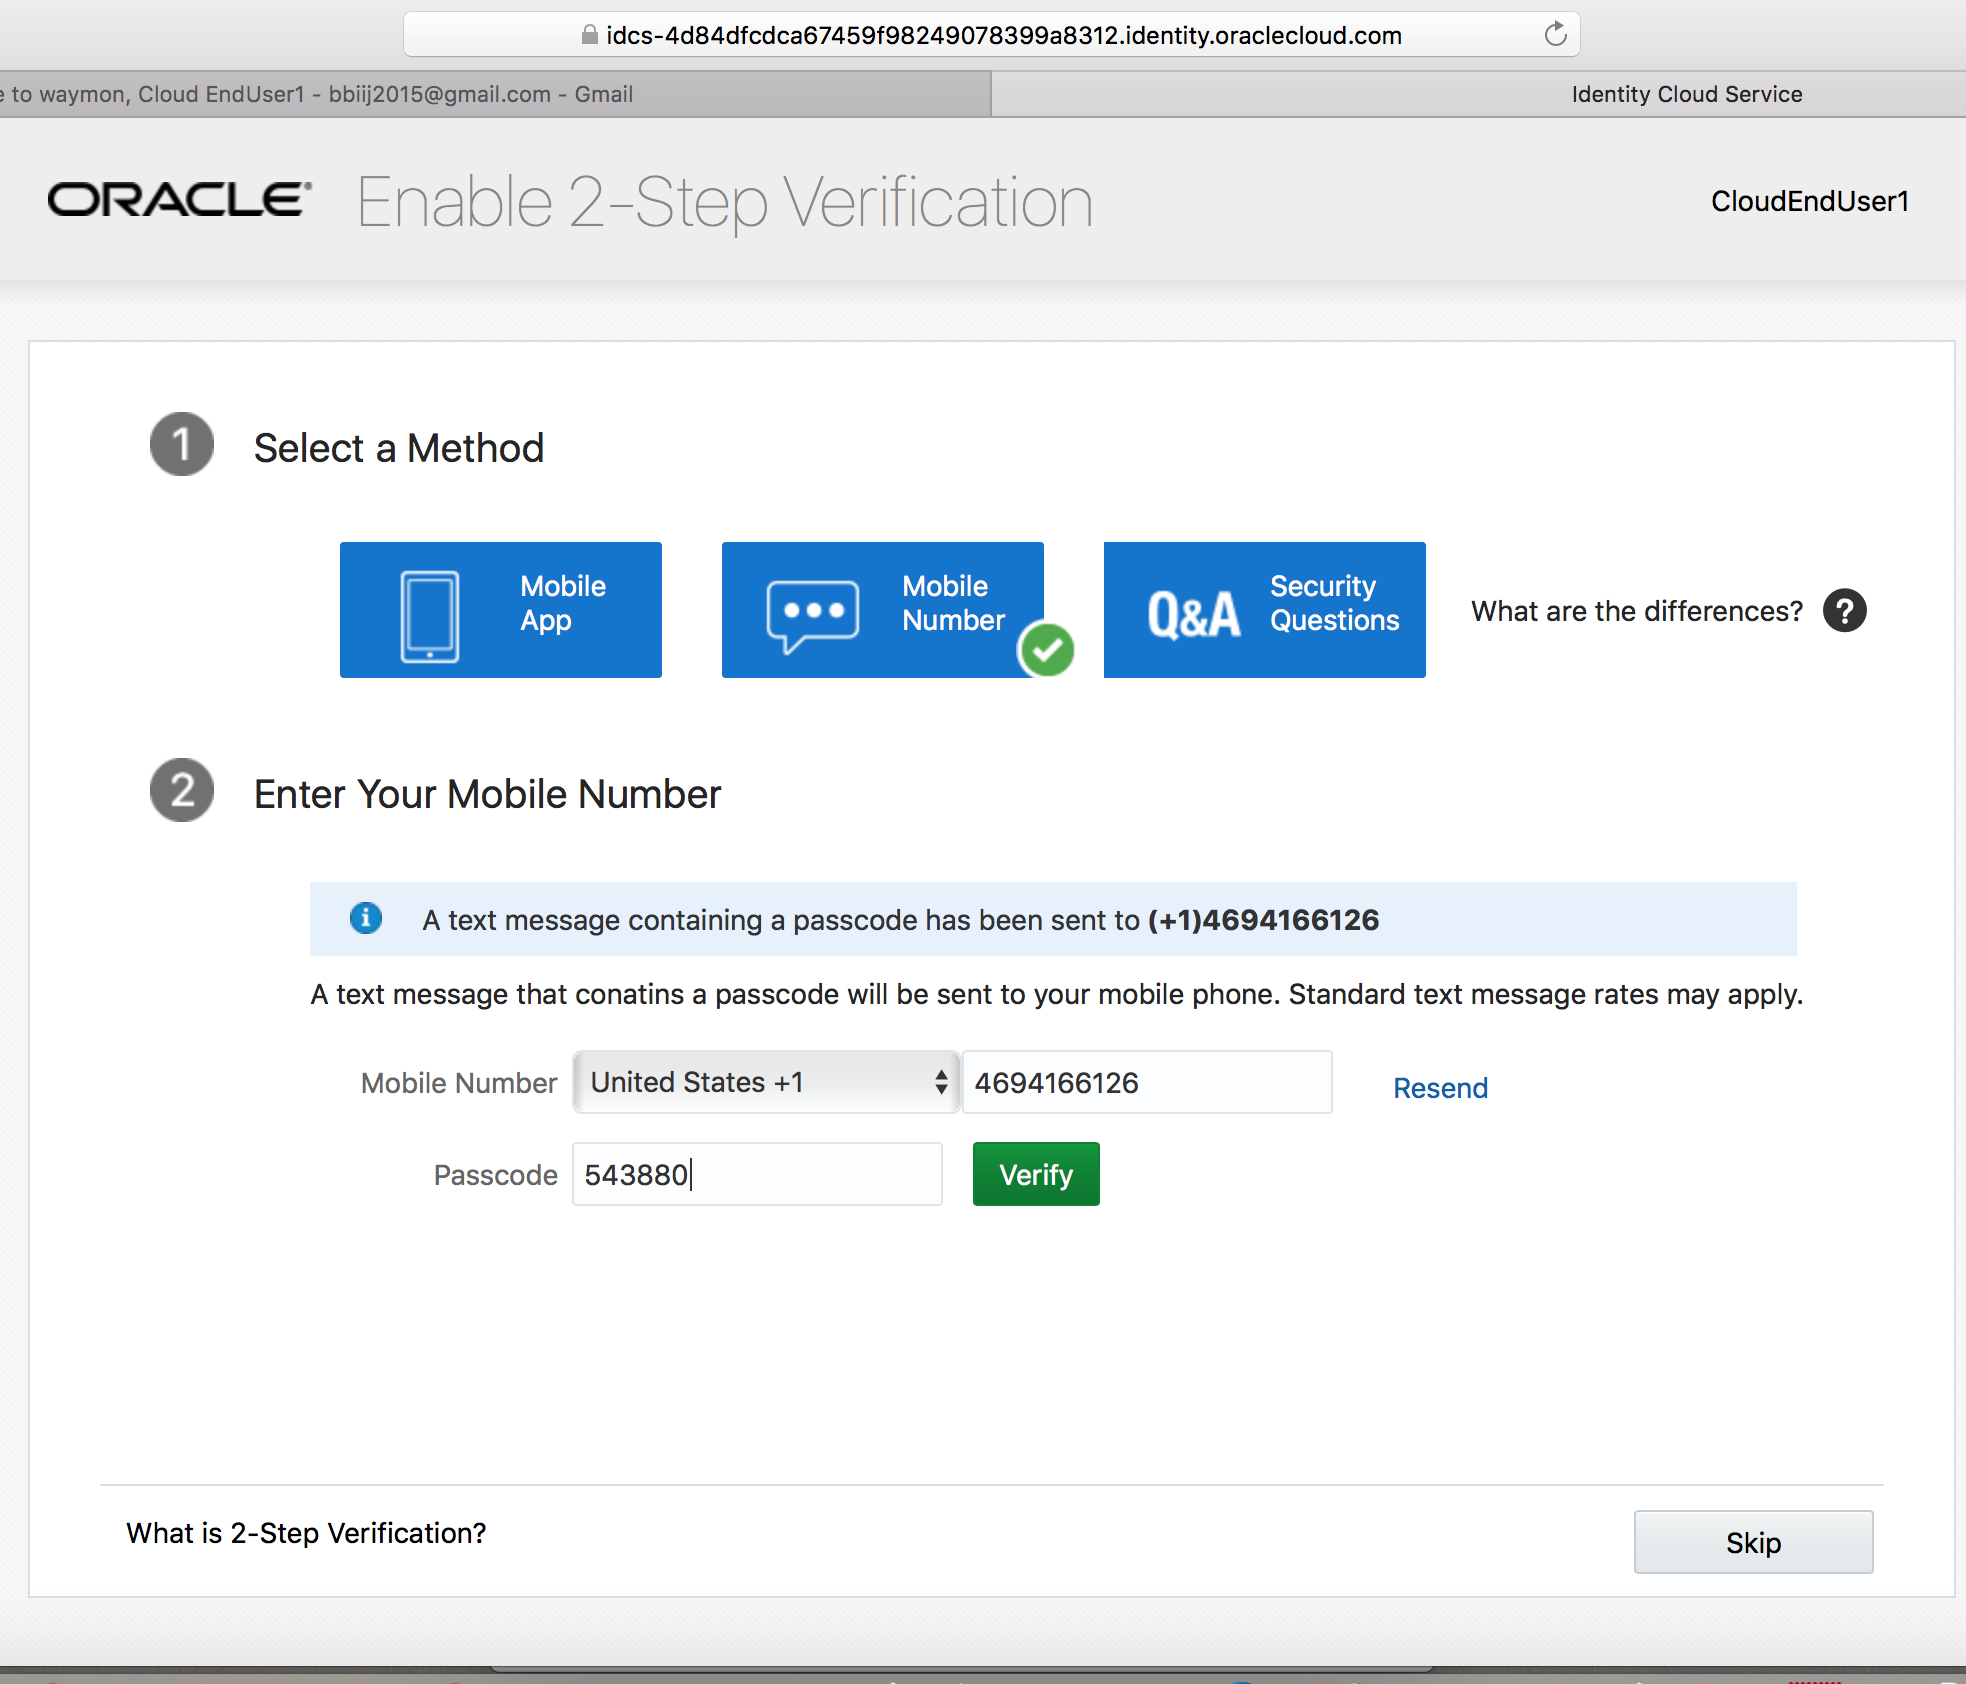 idcs-4d84dfcdca67459f98249078399a8312.identity.oraclecloud.com
e to waymon, Cloud EndUser1 - bbiij2015@gmail.com - Gmail
Identity Cloud Service
ORACLE®
Enable 2-Step Verification
CloudEndUser1
1
Select a Method
Mobile
App
Mobile
Number
Q&A
Security
Questions
What are the differences?
?
2
Enter Your Mobile Number
i
A text message containing a passcode has been sent to (+1)4694166126
A text message that conatins a passcode will be sent to your mobile phone. Standard text message rates may apply.
Mobile Number
United States +1
4694166126
Resend
Passcode
543880
Verify
What is 2-Step Verification?
Skip